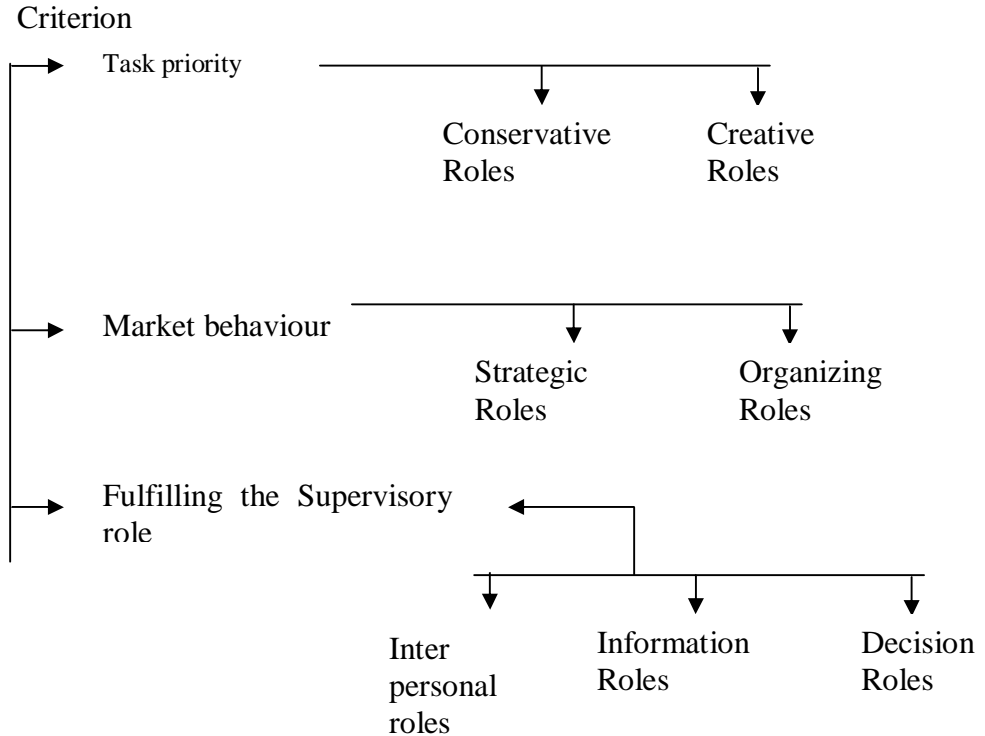 Criterion
Task priority
Conservative
Roles
Creative
Roles
Market behaviour
Strategic
Roles
Organizing
Roles
Fulfilling the Supervisory
role
Inter
personal
roles
Information
Roles
Decision
Roles